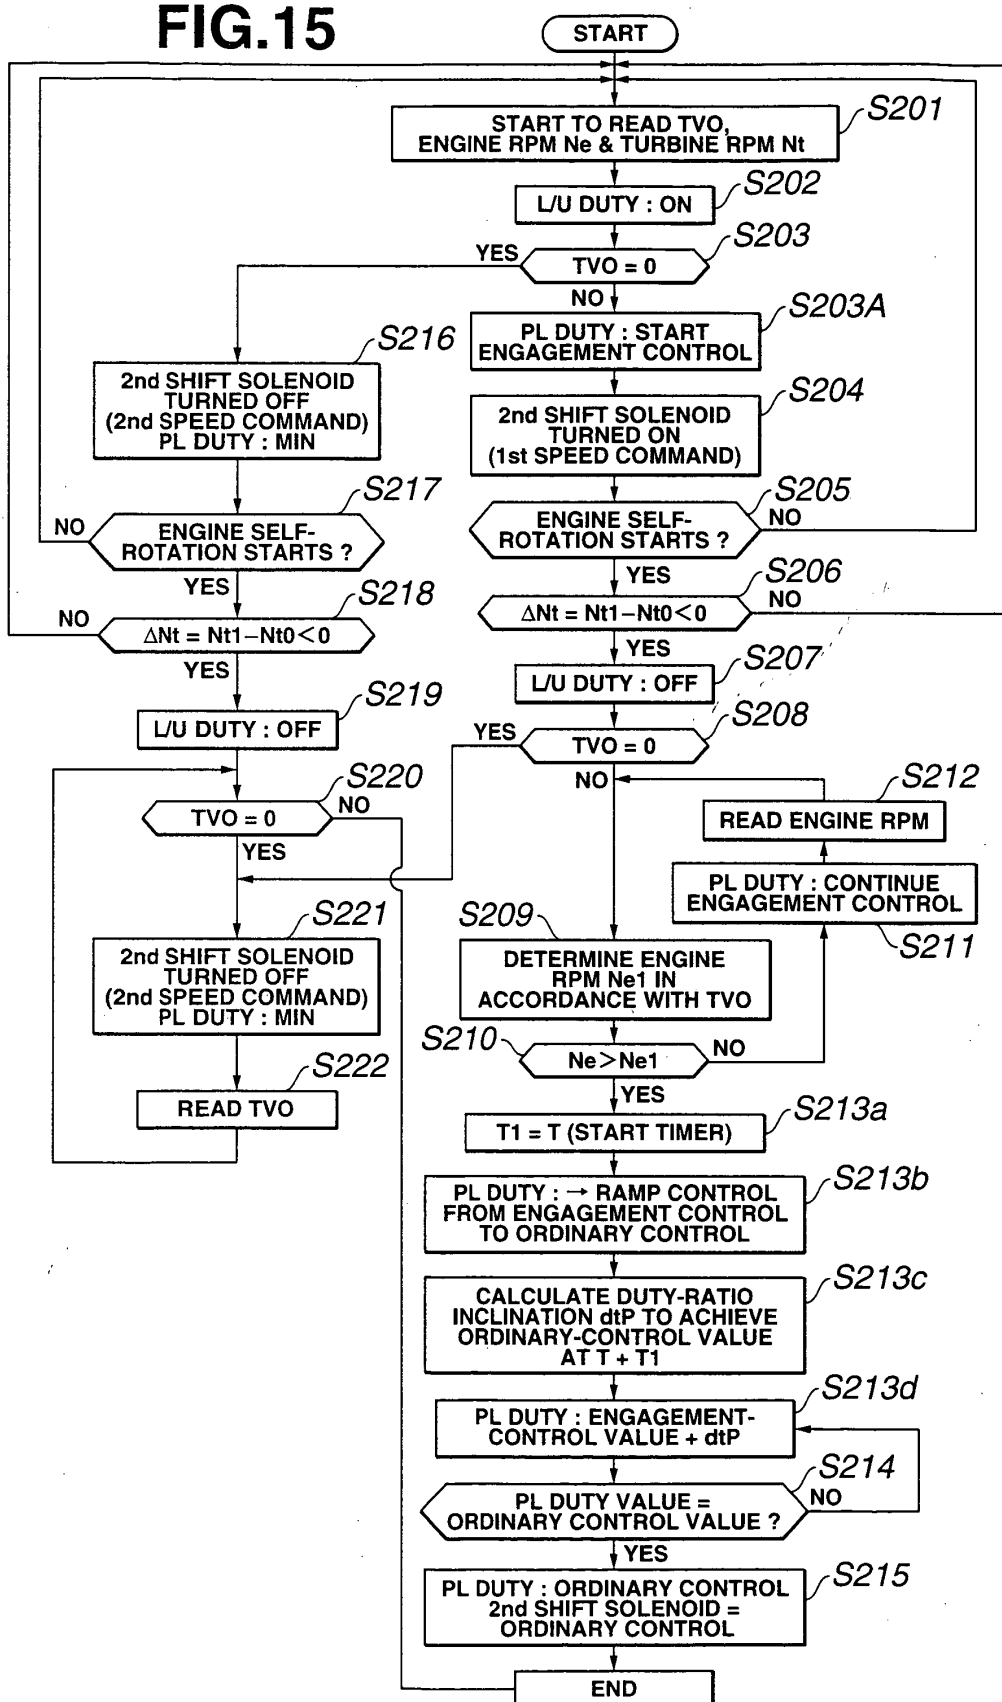 FIG.15
START
S201
START TO READ TVO,
ENGINE RPM Ne & TURBINE RPM Nt
S202
L/U DUTY : ON
S203
YES
TVO = 0
NO
S203A
PL DUTY : START
ENGAGEMENT CONTROL
S216
2nd SHIFT SOLENOID
TURNED OFF
(2nd SPEED COMMAND)
PL DUTY : MIN
S204
2nd SHIFT SOLENOID
TURNED ON
(1st SPEED COMMAND)
S217
NO
ENGINE SELF-
ROTATION STARTS ?
YES
S205
ENGINE SELF-
ROTATION STARTS ?
NO
YES
S218
NO
ΔNt = Nt1–Nt0<0
YES
S206
ΔNt = Nt1–Nt0<0
NO
YES
S219
L/U DUTY : OFF
S207
L/U DUTY : OFF
S208
YES
TVO = 0
NO
S220
TVO = 0
NO
YES
S212
READ ENGINE RPM
PL DUTY : CONTINUE
ENGAGEMENT CONTROL
S211
S221
2nd SHIFT SOLENOID
TURNED OFF
(2nd SPEED COMMAND)
PL DUTY : MIN
S209
DETERMINE ENGINE
RPM Ne1 IN
ACCORDANCE WITH TVO
S210
Ne>Ne1
NO
YES
S222
READ TVO
S213a
T1 = T (START TIMER)
S213b
PL DUTY : → RAMP CONTROL
FROM ENGAGEMENT CONTROL
TO ORDINARY CONTROL
S213c
CALCULATE DUTY-RATIO
INCLINATION dtP TO ACHIEVE
ORDINARY-CONTROL VALUE
AT T + T1
S213d
PL DUTY : ENGAGEMENT-
CONTROL VALUE + dtP
S214
PL DUTY VALUE =
ORDINARY CONTROL VALUE ?
NO
YES
S215
PL DUTY : ORDINARY CONTROL
2nd SHIFT SOLENOID =
ORDINARY CONTROL
END